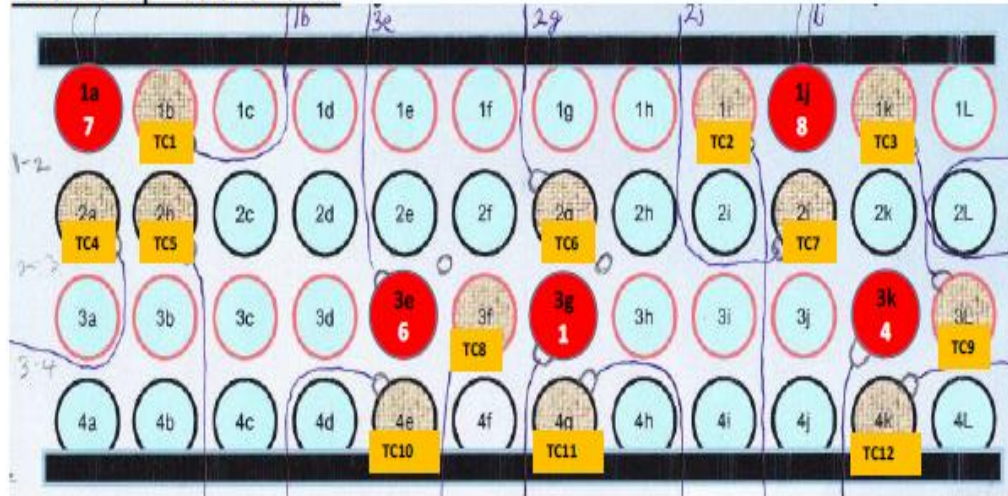 1b 3e 2g 2j 1j
1a 1b 1c 1d 1e 1f 1g 1h 1i 1j 1k 1L
7 8
TC1 TC2 TC3
1-2
2a 2b 2c 2d 2e 2f 2g 2h 2i 2j 2k 2L
TC4 TC5 TC6 TC7
2-3
3a 3b 3c 3d 3e 3f 3g 3h 3i 3j 3k 3L
6 1 4
TC8 TC9
3-4
4a 4b 4c 4d 4e 4f 4g 4h 4i 4j 4k 4L
TC10 TC11 TC12